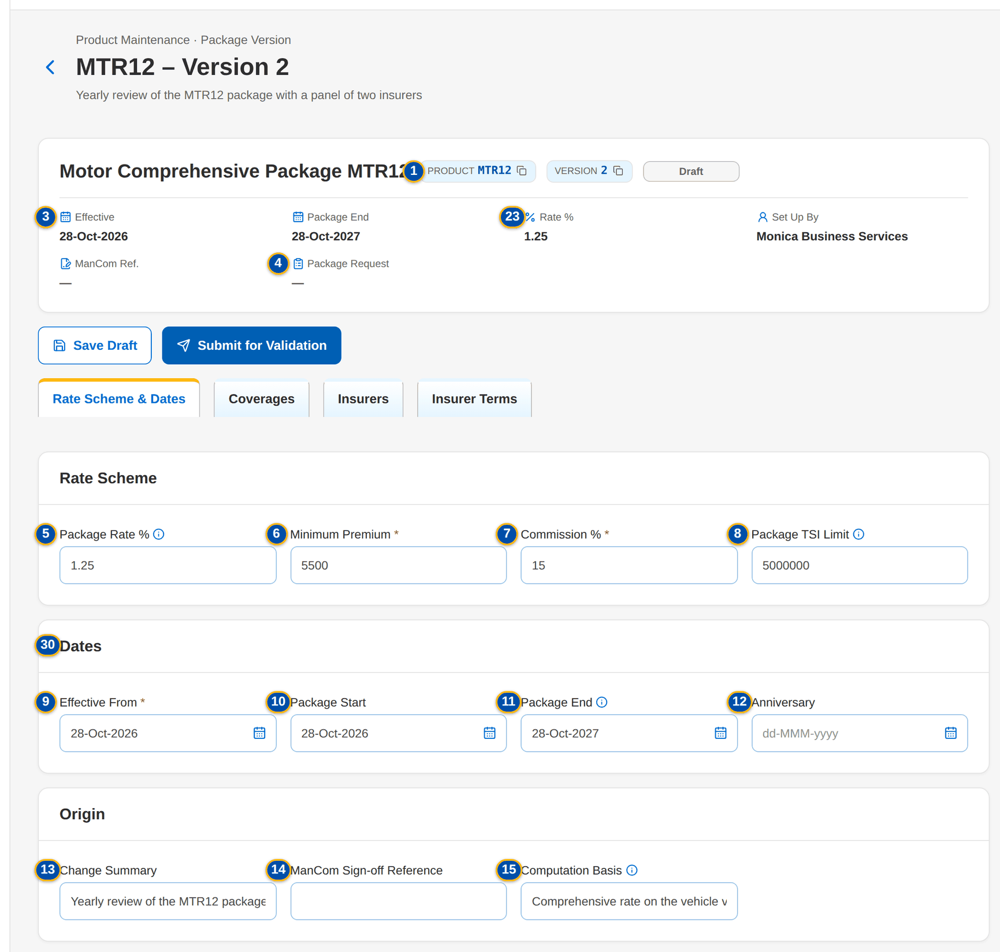 Product Maintenance · Package Version
MTR12 – Version 2
Yearly review of the MTR12 package with a panel of two insurers
Motor Comprehensive Package MTR12 1 PRODUCT MTR12 VERSION 2 Draft
3 Effective Package End 23 Rate % Set Up By
28-Oct-2026 28-Oct-2027 1.25 Monica Business Services
ManCom Ref. 4 Package Request
— —
Save Draft Submit for Validation
Rate Scheme & Dates Coverages Insurers Insurer Terms
Rate Scheme
5 Package Rate % 6 Minimum Premium * 7 Commission % * 8 Package TSI Limit
1.25 5500 15 5000000
30 Dates
9 Effective From * 10 Package Start 11 Package End 12 Anniversary
28-Oct-2026 28-Oct-2026 28-Oct-2027 dd-MMM-yyyy
Origin
13 Change Summary 14 ManCom Sign-off Reference 15 Computation Basis
Yearly review of the MTR12 package Comprehensive rate on the vehicle v